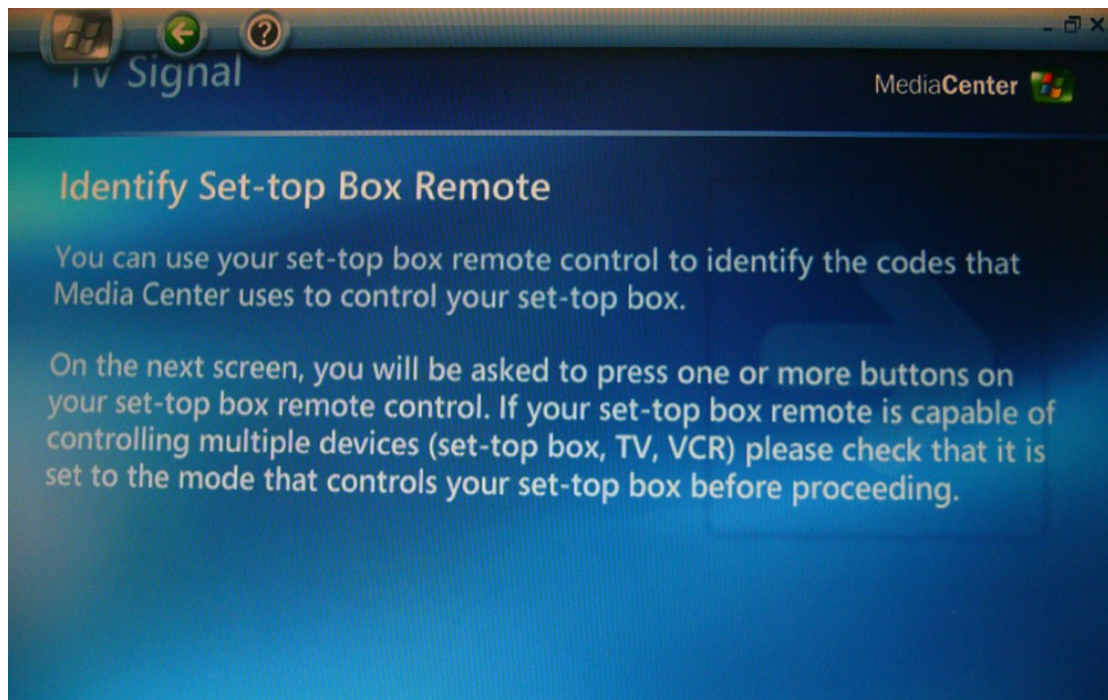 TV Signal
MediaCenter
Identify Set-top Box Remote
You can use your set-top box remote control to identify the codes that
Media Center uses to control your set-top box.
On the next screen, you will be asked to press one or more buttons on
your set-top box remote control. If your set-top box remote is capable of
controlling multiple devices (set-top box, TV, VCR) please check that it is
set to the mode that controls your set-top box before proceeding.